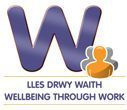 W
LLES DRWY WAITH
WELLBEING THROUGH WORK